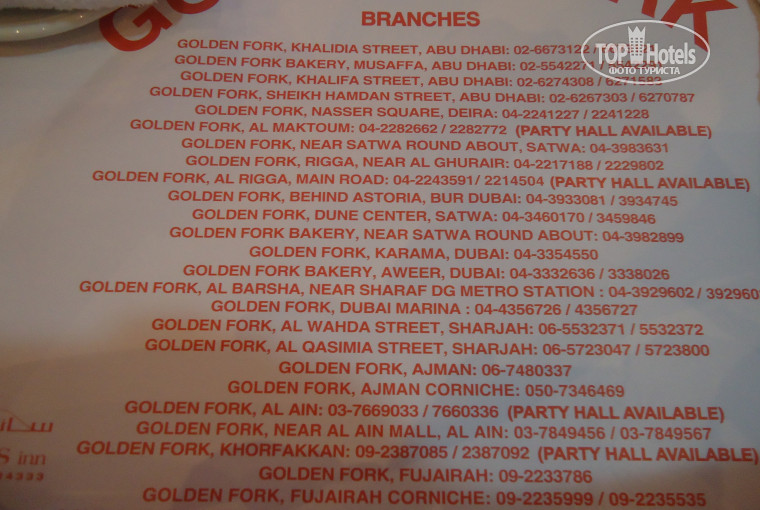 BRANCHES
GOLDEN FORK, KHALIDIA STREET, ABU DHABI: 02-6673122
GOLDEN FORK BAKERY, MUSAFFA, ABU DHABI: 02-5542271
GOLDEN FORK, KHALIFA STREET, ABU DHABI: 02-6274308 / 6271583
GOLDEN FORK, SHEIKH HAMDAN STREET, ABU DHABI: 02-6267303 / 6270787
GOLDEN FORK, NASSER SQUARE, DEIRA: 04-2241227 / 2241228
GOLDEN FORK, AL MAKTOUM: 04-2282662 / 2282772 (PARTY HALL AVAILABLE)
GOLDEN FORK, NEAR SATWA ROUND ABOUT, SATWA: 04-3983631
GOLDEN FORK, RIGGA, NEAR AL GHURAIR: 04-2217188 / 2229802
GOLDEN FORK, AL RIGGA, MAIN ROAD: 04-2243591/ 2214504 (PARTY HALL AVAILABLE)
GOLDEN FORK, BEHIND ASTORIA, BUR DUBAI: 04-3933081 / 3934745
GOLDEN FORK, DUNE CENTER, SATWA: 04-3460170 / 3459846
GOLDEN FORK BAKERY, NEAR SATWA ROUND ABOUT: 04-3982899
GOLDEN FORK, KARAMA, DUBAI: 04-3354550
GOLDEN FORK BAKERY, AWEER, DUBAI: 04-3332636 / 3338026
GOLDEN FORK, AL BARSHA, NEAR SHARAF DG METRO STATION : 04-3929602 / 392960
GOLDEN FORK, DUBAI MARINA : 04-4356726 / 4356727
GOLDEN FORK, AL WAHDA STREET, SHARJAH: 06-5532371 / 5532372
GOLDEN FORK, AL QASIMIA STREET, SHARJAH: 06-5723047 / 5723800
GOLDEN FORK, AJMAN: 06-7480337
GOLDEN FORK, AJMAN CORNICHE: 050-7346469
GOLDEN FORK, AL AIN: 03-7669033 / 7660336 (PARTY HALL AVAILABLE)
GOLDEN FORK, NEAR AL AIN MALL, AL AIN: 03-7849456 / 03-7849567
GOLDEN FORK, KHORFAKKAN: 09-2387085 / 2387092 (PARTY HALL AVAILABLE)
GOLDEN FORK, FUJAIRAH: 09-2233786
GOLDEN FORK, FUJAIRAH CORNICHE: 09-2235999 / 09-2235535
S inn
4333
TOPHotels
ФОТО ТУРИСТА